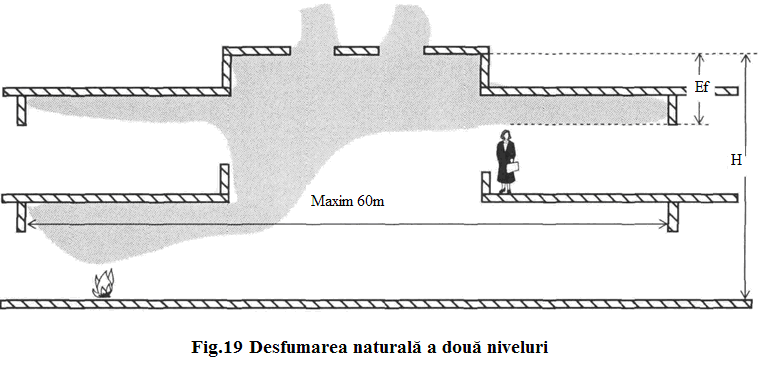 Ef
H
Maxim 60m
Fig.19 Desfumarea naturală a două niveluri